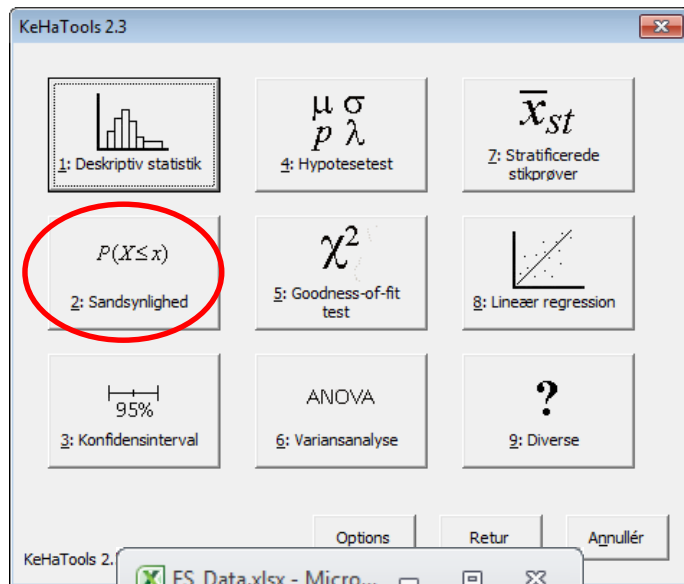 KeHaTools 2.3
1: Deskriptiv statistik
μ σ
p λ
4: Hypotesetest
x̅st
7: Stratificerede
stikprøver
P(X≤x)
2: Sandsynlighed
χ²
5: Goodness-of-fit
test
8: Lineær regression
95%
3: Konfidensinterval
ANOVA
6: Variansanalyse
?
9: Diverse
Options
Retur
Annullér
KeHaTools 2.
ES_Data.xlsx - Micro...